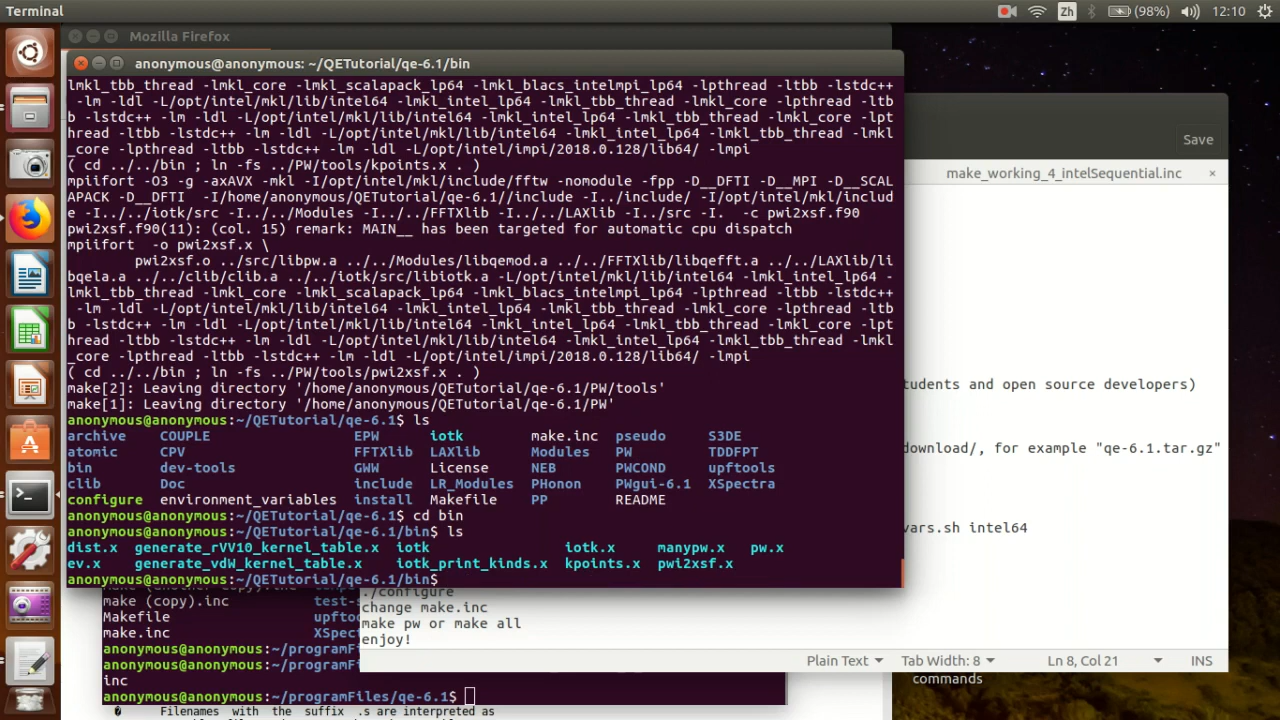 Terminal
Zh
(98%)
12:10
Mozilla Firefox
anonymous@anonymous: ~/QETutorial/qe-6.1/bin
lmkl_tbb_thread -lmkl_core -lmkl_scalapack_lp64 -lmkl_blacs_intelmpi_lp64 -lpthread -ltbb -lstdc++
-lm -ldl -L/opt/intel/mkl/lib/intel64 -lmkl_intel_lp64 -lmkl_tbb_thread -lmkl_core -lpthread -ltb
b -lstdc++ -lm -ldl -L/opt/intel/mkl/lib/intel64 -lmkl_intel_lp64 -lmkl_tbb_thread -lmkl_core -lpt
hread -ltbb -lstdc++ -lm -ldl -L/opt/intel/mkl/lib/intel64 -lmkl_intel_lp64 -lmkl_tbb_thread -lmkl
_core -lpthread -ltbb -lstdc++ -lm -ldl -L/opt/intel/impi/2018.0.128/lib64/ -lmpi
( cd ../../bin ; ln -fs ../PW/tools/kpoints.x . )
mpiifort -O3 -g -axAVX -mkl -I/opt/intel/mkl/include/fftw -nomodule -fpp -D__DFTI -D__MPI -D__SCAL
APACK -D__DFTI  -I/home/anonymous/QETutorial/qe-6.1//include -I../include/ -I/opt/intel/mkl/includ
e -I../../iotk/src -I../../Modules -I../../FFTXlib -I../../LAXlib -I../src -I.  -c pwi2xsf.f90
pwi2xsf.f90(11): (col. 15) remark: MAIN__ has been targeted for automatic cpu dispatch
mpiifort  -o pwi2xsf.x \
pwi2xsf.o ../src/libpw.a ../../Modules/libqemod.a ../../FFTXlib/libqefft.a ../../LAXlib/li
bqela.a ../../clib/clib.a ../../iotk/src/libiotk.a -L/opt/intel/mkl/lib/intel64 -lmkl_intel_lp64 -
lmkl_tbb_thread -lmkl_core -lmkl_scalapack_lp64 -lmkl_blacs_intelmpi_lp64 -lpthread -ltbb -lstdc++
-lm -ldl -L/opt/intel/mkl/lib/intel64 -lmkl_intel_lp64 -lmkl_tbb_thread -lmkl_core -lpthread -ltb
b -lstdc++ -lm -ldl -L/opt/intel/mkl/lib/intel64 -lmkl_intel_lp64 -lmkl_tbb_thread -lmkl_core -lpt
hread -ltbb -lstdc++ -lm -ldl -L/opt/intel/mkl/lib/intel64 -lmkl_intel_lp64 -lmkl_tbb_thread -lmkl
_core -lpthread -ltbb -lstdc++ -lm -ldl -L/opt/intel/impi/2018.0.128/lib64/ -lmpi
( cd ../../bin ; ln -fs ../PW/tools/pwi2xsf.x . )
make[2]: Leaving directory '/home/anonymous/QETutorial/qe-6.1/PW/tools'
make[1]: Leaving directory '/home/anonymous/QETutorial/qe-6.1/PW'
anonymous@anonymous:~/QETutorial/qe-6.1$ ls
archive COUPLE EPW iotk make.inc pseudo S3DE
atomic CPV FFTXlib LAXlib Modules PW TDDFPT
bin dev-tools GWW License NEB PWCOND upftools
clib Doc include LR_Modules PHonon PWgui-6.1 XSpectra
configure environment_variables install Makefile PP README
anonymous@anonymous:~/QETutorial/qe-6.1$ cd bin
anonymous@anonymous:~/QETutorial/qe-6.1/bin$ ls
dist.x generate_rVV10_kernel_table.x iotk iotk.x manypw.x pw.x
ev.x generate_vdW_kernel_table.x iotk_print_kinds.x kpoints.x pwi2xsf.x
anonymous@anonymous:~/QETutorial/qe-6.1/bin$
Save
make_working_4_intelSequential.inc ×
tudents and open source developers)
download/, for example "qe-6.1.tar.gz"
vars.sh intel64
./configure
change make.inc
make pw or make all
enjoy!
Plain Text Tab Width: 8 Ln 8, Col 21 INS
commands
make (copy).inc test-s
Makefile upftoo
make.inc XSpect
anonymous@anonymous:~/programFi
anonymous@anonymous:~/programFi
inc
anonymous@anonymous:~/programFiles/qe-6.1$
Filenames with the suffix .s are interpreted as